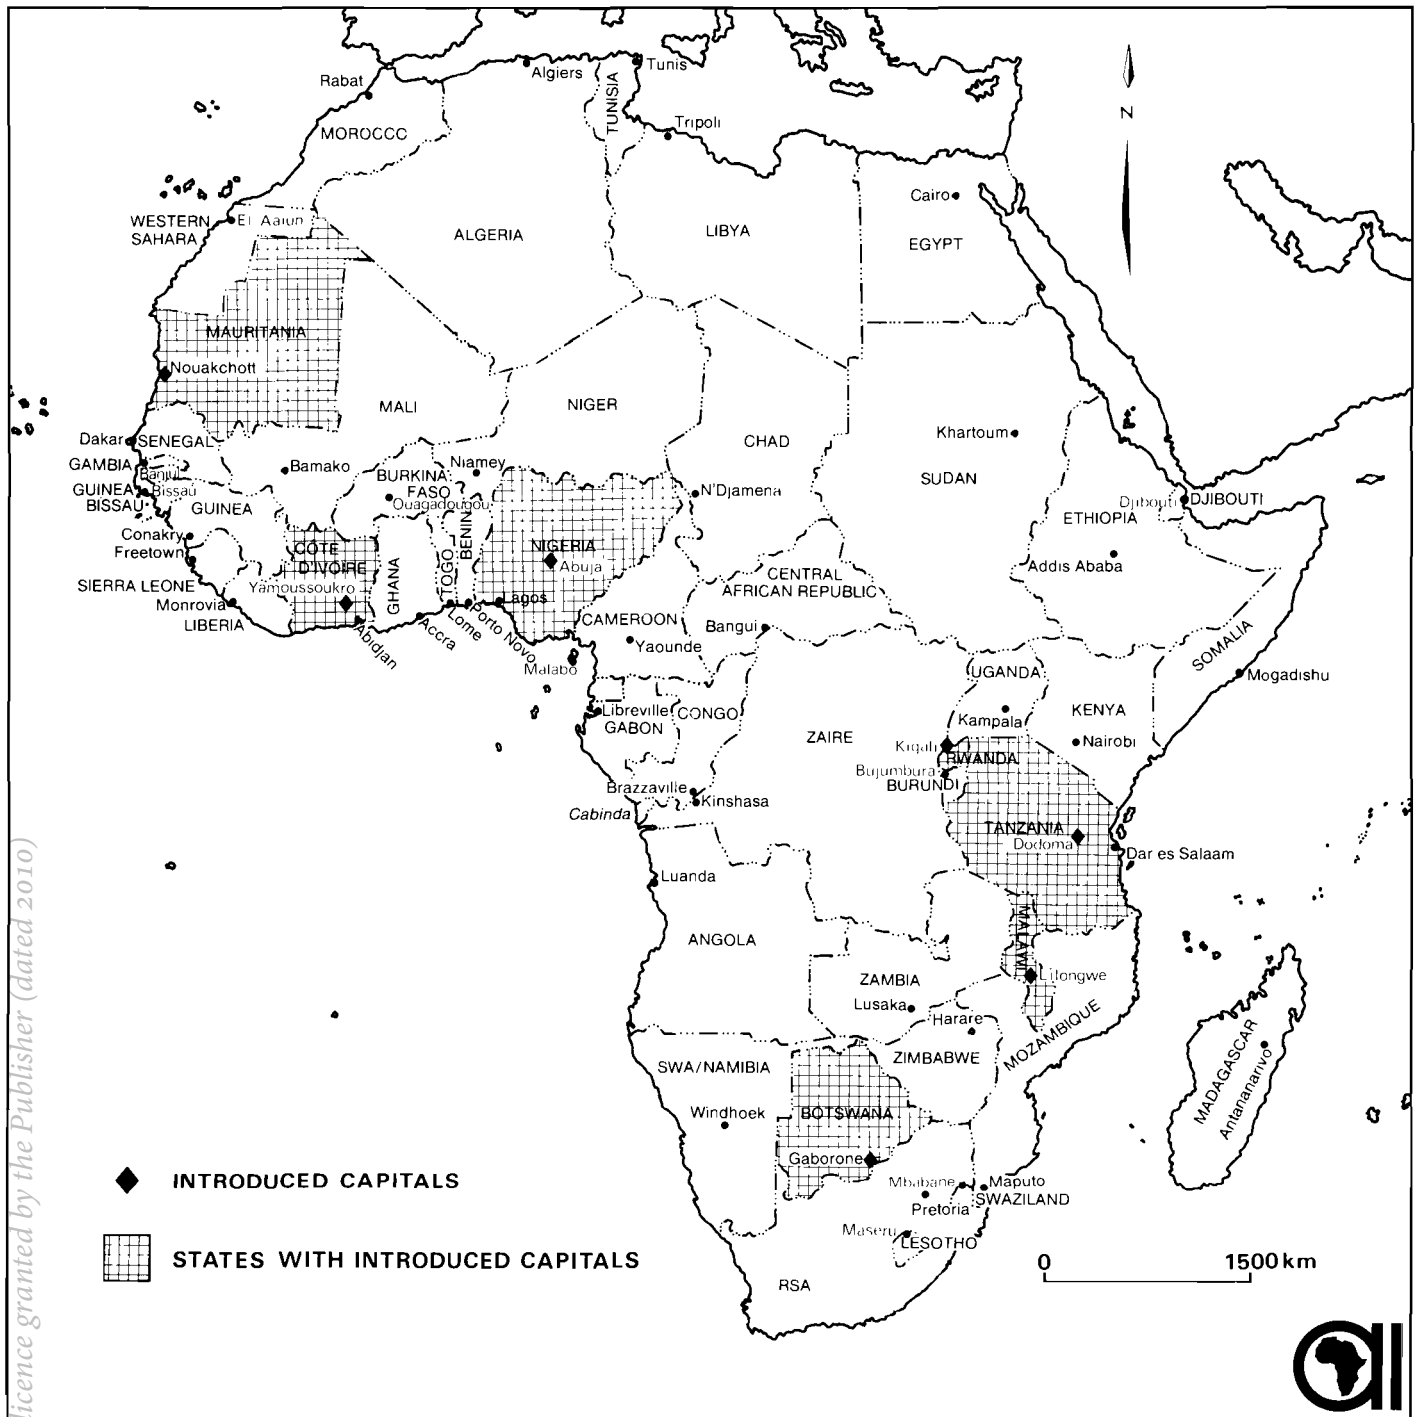 Rabat
Algiers
Tunis
TUNISIA
Tripoli
MOROCCC
N
Cairo
WESTERN
SAHARA
El Aaiun
ALGERIA
LIBYA
EGYPT
MAURITANIA
Nouakchott
MALI
NIGER
CHAD
Khartoum
SUDAN
Dakar
SENEGAL
GAMBIA
Banjul
GUINEA
BISSAU
Bissau
GUINEA
Bamako
BURKINA
FASO
Ouagadougou
Niamey
N'Djamena
Djibouti
DJIBOUTI
ETHIOPIA
Addis Ababa
Conakry
Freetown
SIERRA LEONE
Monrovia
LIBERIA
CÔTE
D'IVOIRE
Yamoussoukro
Abidjan
GHANA
Accra
TOGO
Lome
BENIN
Porto Novo
NIGERIA
Abuja
Lagos
CENTRAL
AFRICAN REPUBLIC
CAMEROON
Yaounde
Bangui
Malabo
SOMALIA
Mogadishu
UGANDA
Kampala
KENYA
Nairobi
Libreville
GABON
CONGO
ZAIRE
Kigali
RWANDA
Bujumbura
BURUNDI
Brazzaville
Kinshasa
Cabinda
TANZANIA
Dodoma
Dar es Salaam
Luanda
ANGOLA
MALAWI
Lilongwe
ZAMBIA
Lusaka
Harare
ZIMBABWE
MOZAMBIQUE
MADAGASCAR
Antananarivo
SWA/NAMIBIA
Windhoek
BOTSWANA
Gaborone
Mbabane
Maputo
SWAZILAND
Pretoria
Maseru
LESOTHO
RSA
INTRODUCED CAPITALS
STATES WITH INTRODUCED CAPITALS
0 1500km
licence granted by the Publisher (dated 2010)
ai